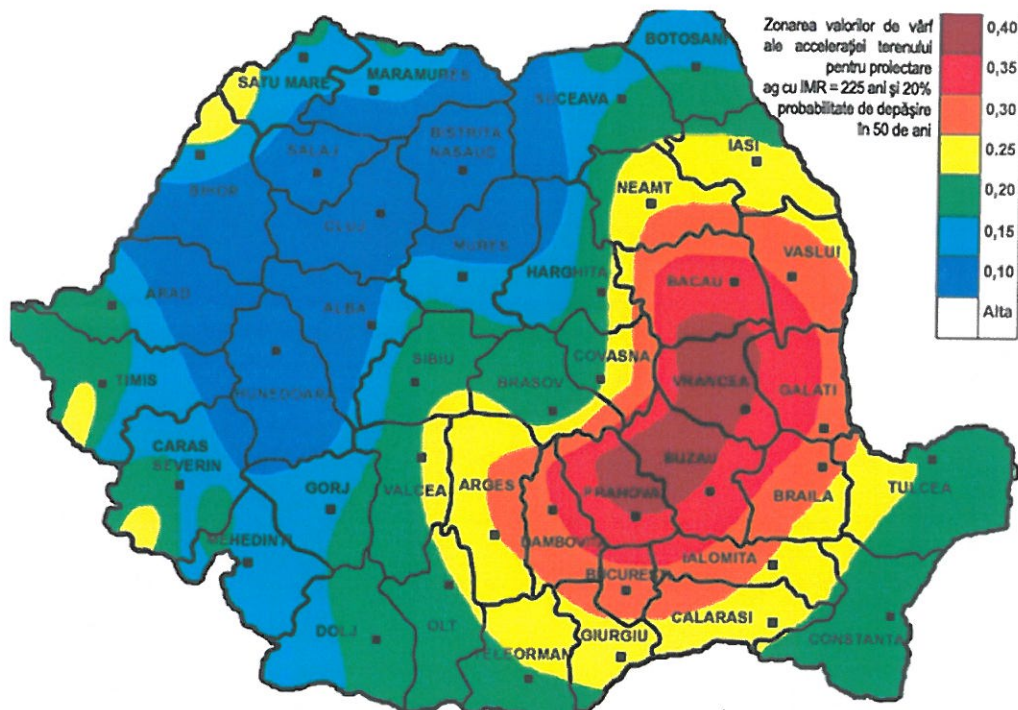 Zonarea valorilor de vârf
ale accelerației terenului
pentru proiectare
ag cu IMR = 225 ani și 20%
probabilitate de depășire
în 50 de ani
0,40
0,35
0,30
0.25
0,20
0,15
0,10
Alta
BOTOSANI
SATU MARE
MARAMURES
SUCEAVA
IASI
BISTRITA
NASAUD
SALAJ
BIHOR
NEAMT
CLUJ
MURES
HARGHITA
VASLUI
BACAU
ARAD
ALBA
SIBIU
COVASNA
TIMIS
BRASOV
VRANCEA
GALATI
HUNEDOARA
CARAS
SEVERIN
BUZAU
GORJ
VALCEA
ARGES
PRAHOVA
BRAILA
TULCEA
MEHEDINTI
DAMBOVITA
IALOMITA
BUCURESTI
CALARASI
DOLJ
OLT
GIURGIU
CONSTANTA
TELEORMAN